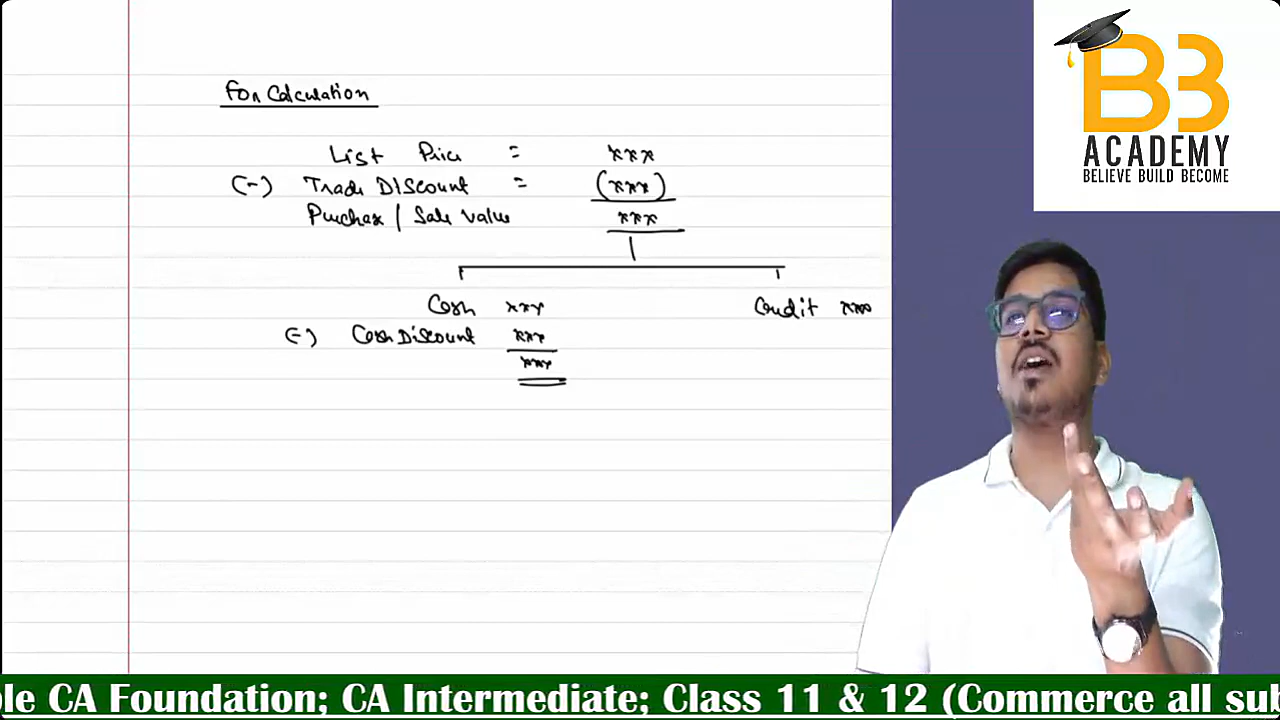 For Calculation
List Price = xxx
(-) Trade Discount = (xxx)
Purchase / Sale value xxx
Cash xxx Credit xxx
(-) Cash Discount xxx
xxx
B3
ACADEMY
BELIEVE BUILD BECOME
ole CA Foundation; CA Intermediate; Class 11 & 12 (Commerce all sub